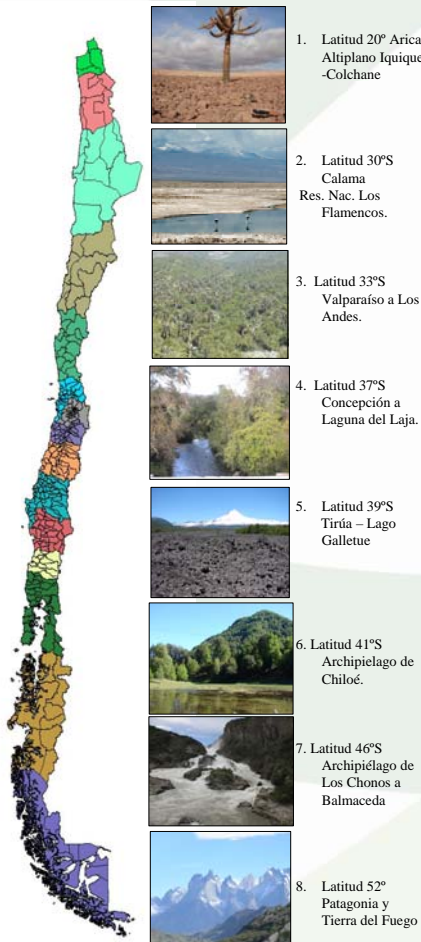 1. Latitud 20º Arica
Altiplano Iquique
-Colchane
2. Latitud 30ºS
Calama
Res. Nac. Los
Flamencos.
3. Latitud 33ºS
Valparaíso a Los
Andes.
4. Latitud 37ºS
Concepción a
Laguna del Laja.
5. Latitud 39ºS
Tirúa – Lago
Galletue
6. Latitud 41ºS
Archipielago de
Chiloé.
7. Latitud 46ºS
Archipiélago de
Los Chonos a
Balmaceda
8. Latitud 52º
Patagonia y
Tierra del Fuego